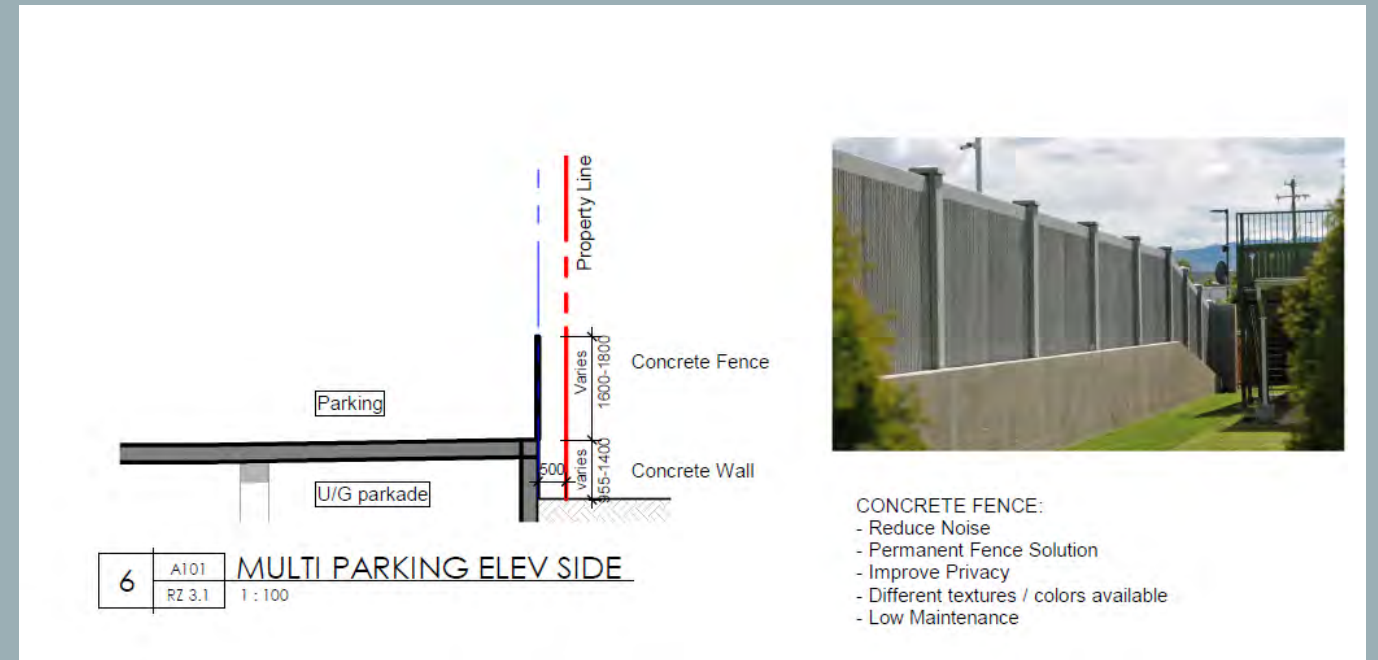 Property Line
Varies
1600-1800
Concrete Fence
Parking
500
varies
955-1400
Concrete Wall
U/G parkade
6
A101
RZ 3.1
MULTI PARKING ELEV SIDE
1 : 100
CONCRETE FENCE:
- Reduce Noise
- Permanent Fence Solution
- Improve Privacy
- Different textures / colors available
- Low Maintenance